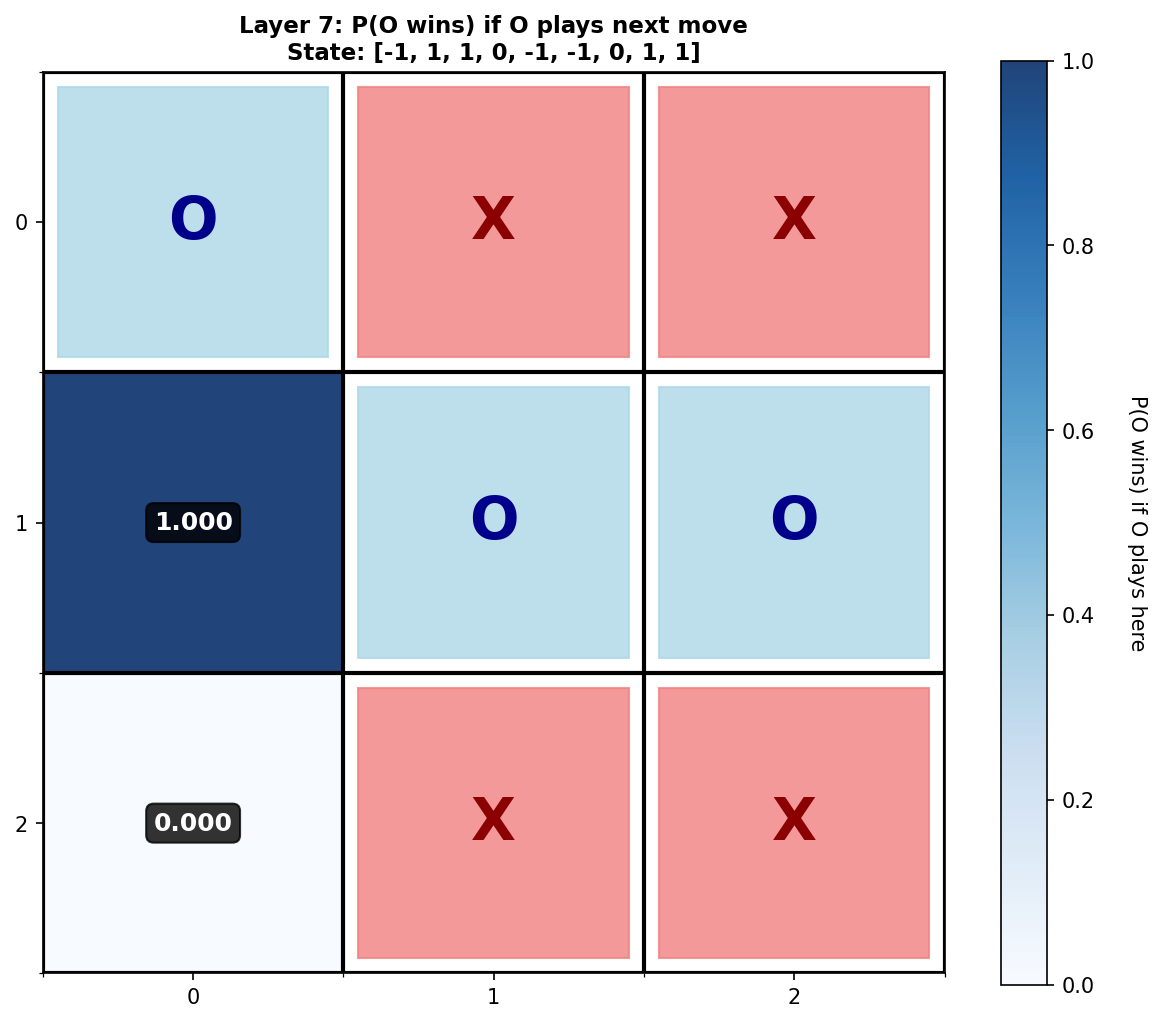 Layer 7: P(O wins) if O plays next move
State: [-1, 1, 1, 0, -1, -1, 0, 1, 1]
0
O
X
X
1
1.000
O
O
2
0.000
X
X
0
1
2
1.0
0.8
0.6
0.4
0.2
0.0
P(O wins) if O plays here